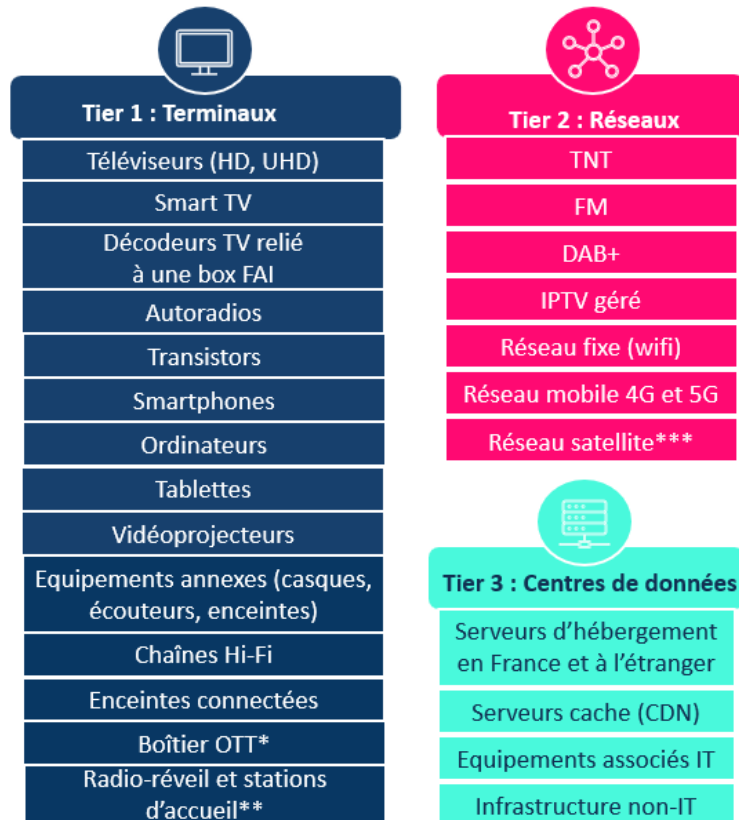 Tier 1 : Terminaux
Téléviseurs (HD, UHD)
Smart TV
Décodeurs TV relié
à une box FAI
Autoradios
Transistors
Smartphones
Ordinateurs
Tablettes
Vidéoprojecteurs
Equipements annexes (casques,
écouteurs, enceintes)
Chaînes Hi-Fi
Enceintes connectées
Boîtier OTT*
Radio-réveil et stations
d'accueil**
Tier 2 : Réseaux
TNT
FM
DAB+
IPTV géré
Réseau fixe (wifi)
Réseau mobile 4G et 5G
Réseau satellite***
Tier 3 : Centres de données
Serveurs d'hébergement
en France et à l'étranger
Serveurs cache (CDN)
Equipements associés IT
Infrastructure non-IT